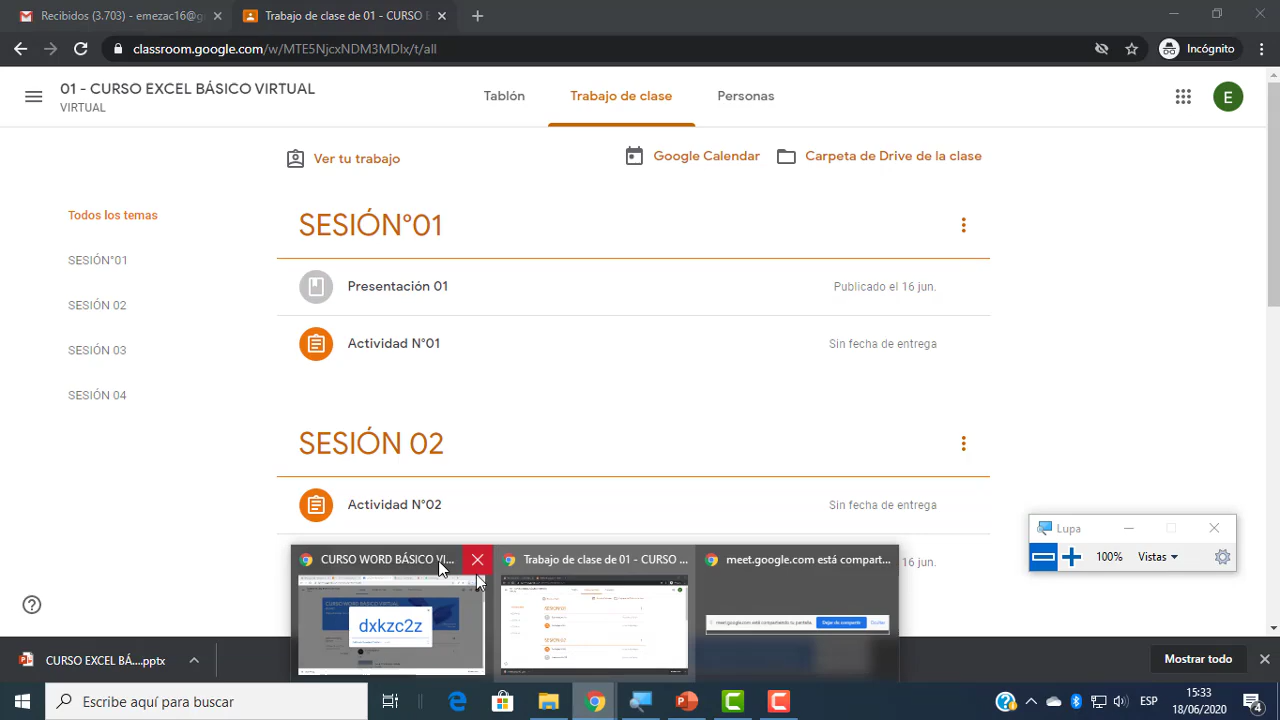 Recibidos (3.703) - emezac16@g
Trabajo de clase de 01 - CURSO E
classroom.google.com/w/MTE5NjcxNDM3MDIx/t/all
Incógnito
01 - CURSO EXCEL BÁSICO VIRTUAL
VIRTUAL
Tablón
Trabajo de clase
Personas
E
Ver tu trabajo
Google Calendar
Carpeta de Drive de la clase
Todos los temas
SESIÓN°01
SESIÓN 02
SESIÓN 03
SESIÓN 04
SESIÓN°01
Presentación 01
Publicado el 16 jun.
Actividad N°01
Sin fecha de entrega
SESIÓN 02
Actividad N°02
Sin fecha de entrega
16 jun.
Lupa
100%
Vistas
CURSO WORD BÁSICO VI...
Trabajo de clase de 01 - CURSO ...
meet.google.com está compart...
dxkzc2z
CURSO EXCEL BA....pptx
Escribe aquí para buscar
ESP
15:33
18/06/2020
4